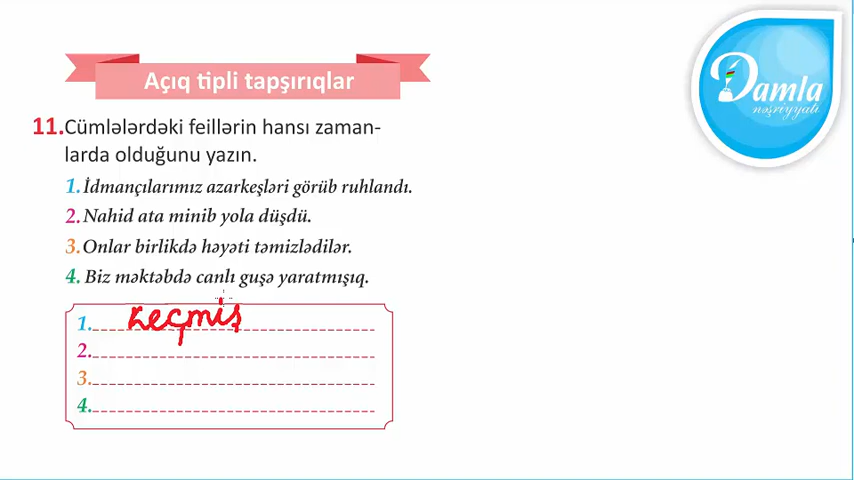 Açıq tipli tapşırıqlar
Damla
nəşriyyatı
11. Cümlələrdəki feillərin hansı zaman-
larda olduğunu yazın.
1. İdmançılarımız azarkeşləri görüb ruhlandı.
2. Nahid ata minib yola düşdü.
3. Onlar birlikdə həyəti təmizlədilər.
4. Biz məktəbdə canlı guşə yaratmışıq.
1. keçmiş
2.
3.
4.